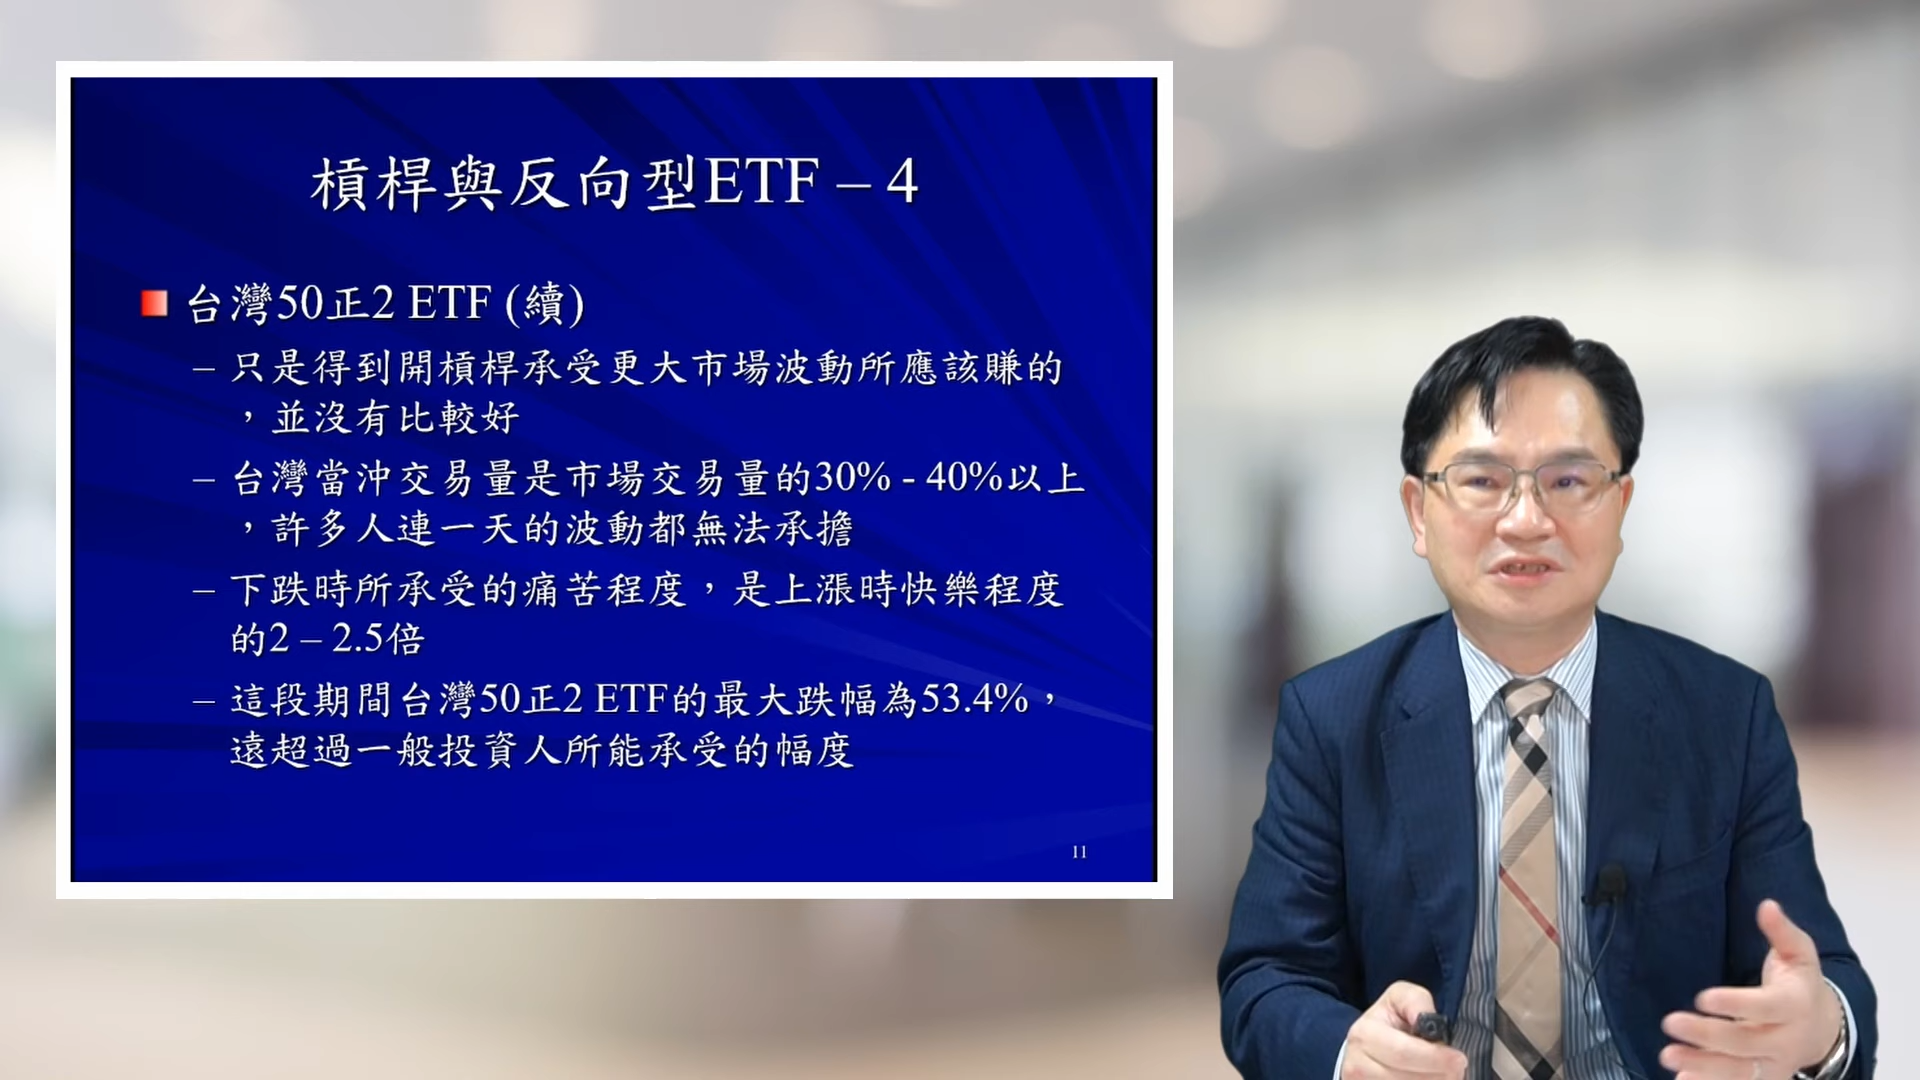 槓桿與反向型ETF – 4
台灣50正2 ETF (續)
– 只是得到開槓桿承受更大市場波動所應該賺的
，並沒有比較好
– 台灣當沖交易量是市場交易量的30% - 40%以上
，許多人連一天的波動都無法承擔
– 下跌時所承受的痛苦程度，是上漲時快樂程度
的2 – 2.5倍
– 這段期間台灣50正2 ETF的最大跌幅為53.4%，
遠超過一般投資人所能承受的幅度
11